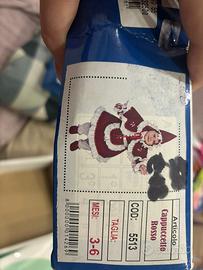 Articolo
Cappuccetto
Rosso
COD: 5513
TAGLIA:
MESI: 3-6